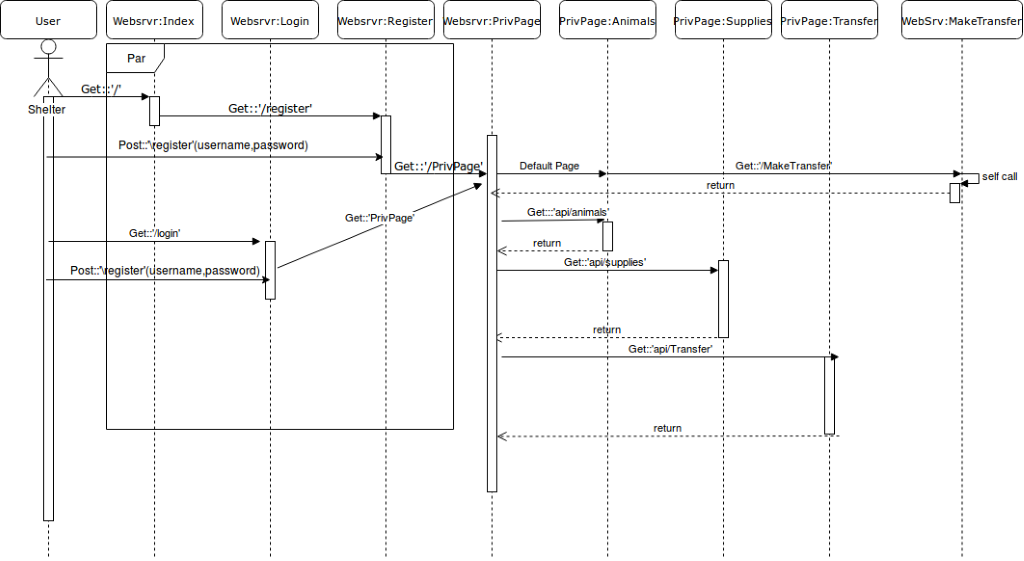 User
Websrvr:Index
Websrvr:Login
Websrvr:Register
Websrvr:PrivPage
PrivPage:Animals
PrivPage:Supplies
PrivPage:Transfer
WebSrv:MakeTransfer
Par
Get::'/'
Shelter
Get::'/register'
Post::'\register'(username,password)
Get::'/PrivPage'
Default Page
Get::'/MakeTransfer'
self call
return
Get::'api/animals'
Get::'PrivPage'
Get::'/login'
return
Get::'api/supplies'
Post::'\register'(username,password)
return
Get::'api/Transfer'
return